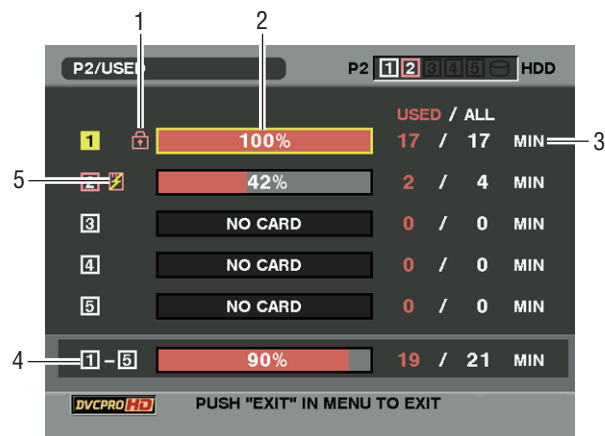 1 2
P2/USED P2 1 2 3 4 5 HDD
USED / ALL
1 100% 17 / 17 MIN 3
5 2 42% 2 / 4 MIN
3 NO CARD 0 / 0 MIN
4 NO CARD 0 / 0 MIN
5 NO CARD 0 / 0 MIN
4 1 – 5 90% 19 / 21 MIN
DVCPRO HD PUSH "EXIT" IN MENU TO EXIT